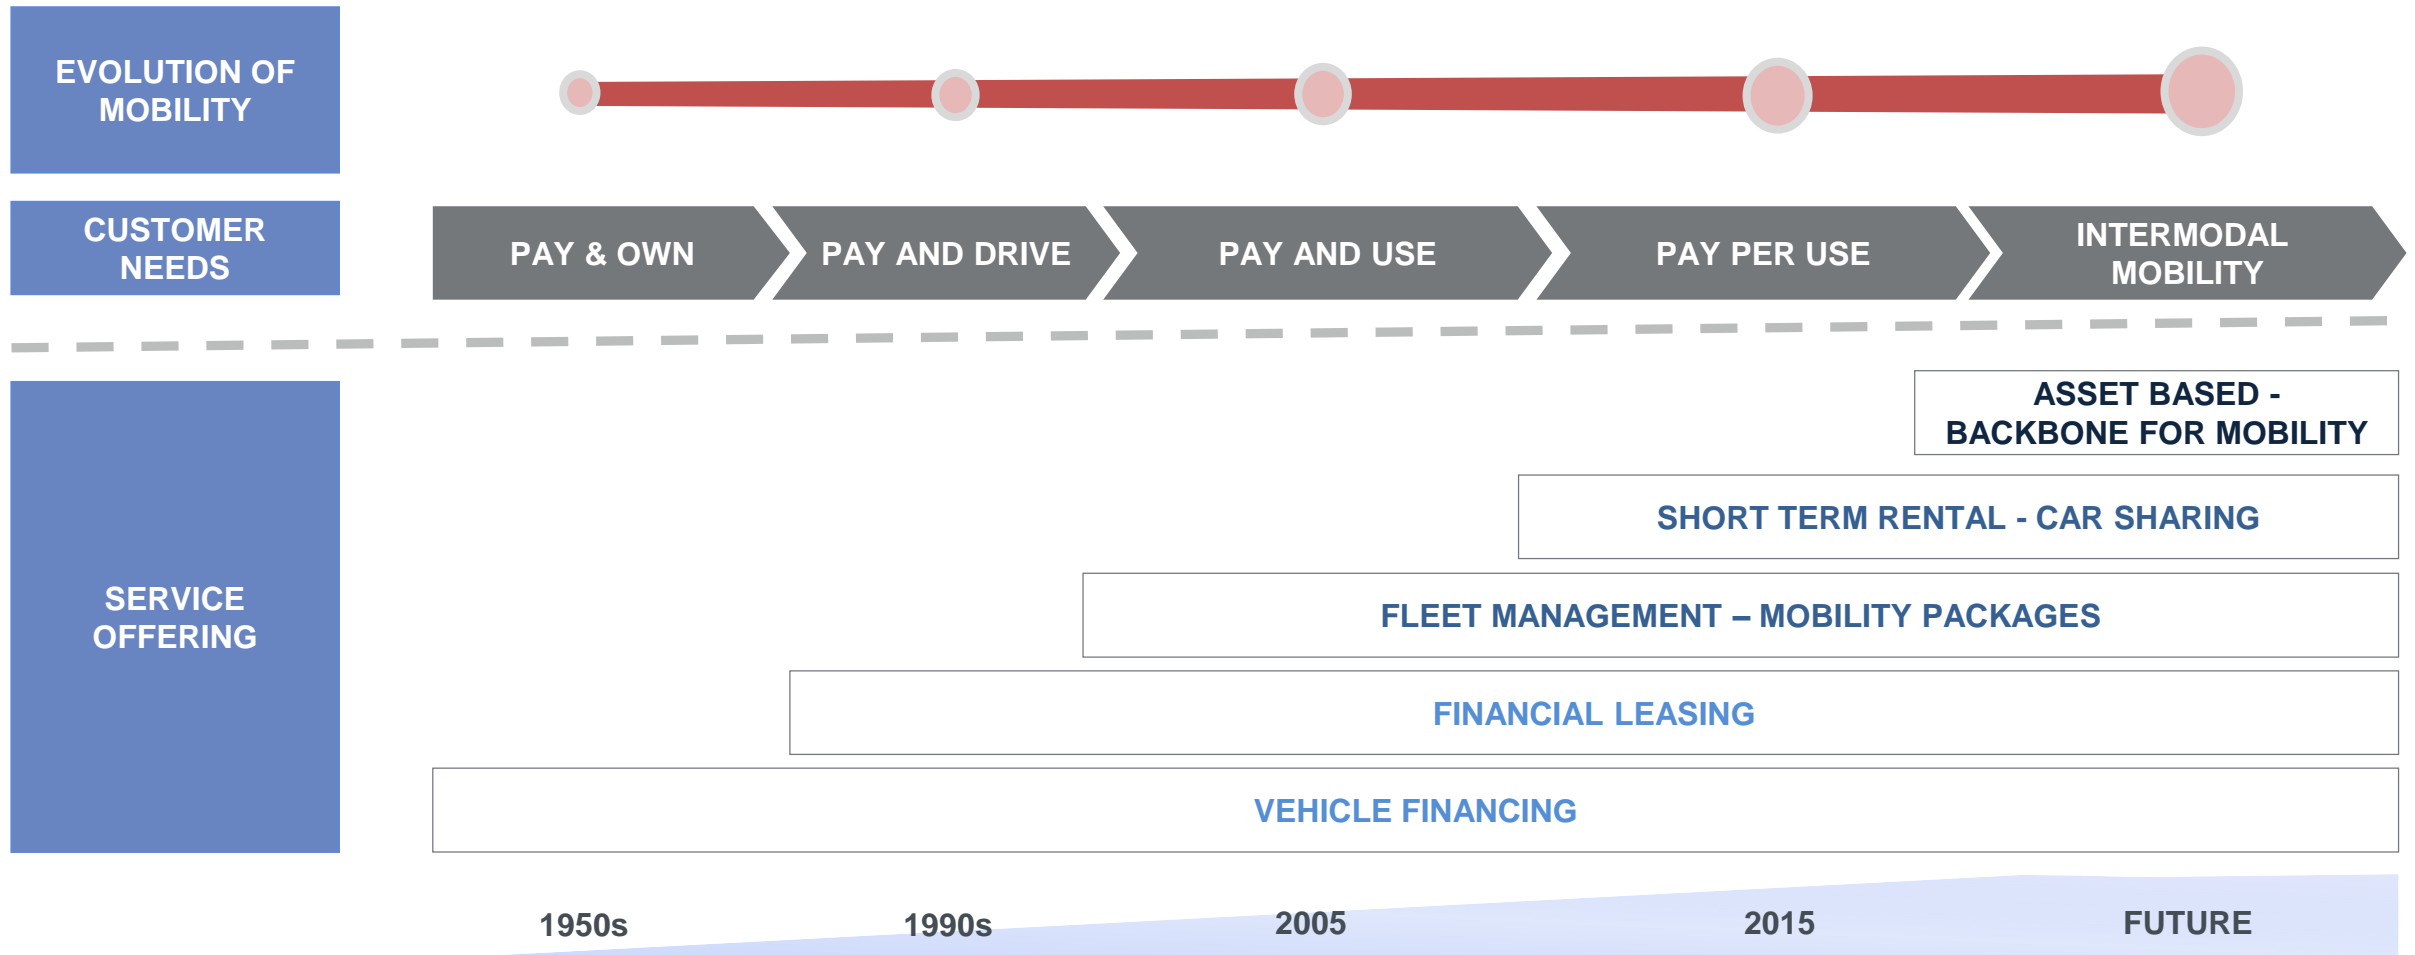 EVOLUTION OF
MOBILITY
CUSTOMER
NEEDS
PAY & OWN
PAY AND DRIVE
PAY AND USE
PAY PER USE
INTERMODAL
MOBILITY
SERVICE
OFFERING
ASSET BASED -
BACKBONE FOR MOBILITY
SHORT TERM RENTAL - CAR SHARING
FLEET MANAGEMENT – MOBILITY PACKAGES
FINANCIAL LEASING
VEHICLE FINANCING
1950s
1990s
2005
2015
FUTURE